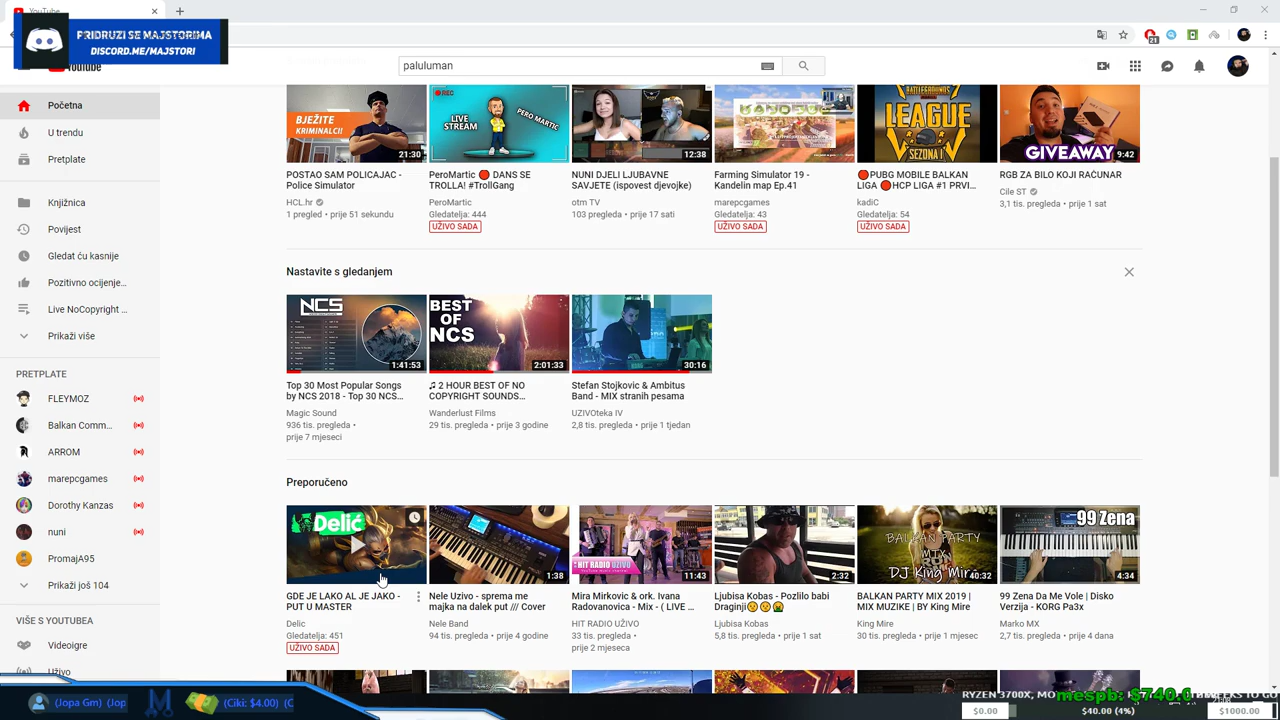 YouTube
PRIDRUZI SE MAJSTORIMA
DISCORD.ME/MAJSTORI
YouTube
paluluman
21
Početna
U trendu
Pretplate
Knjižnica
Povijest
Gledat ću kasnije
Pozitivno ocijenje...
Live NoCopyright ...
Prikaži više
PRETPLATE
FLEYMOZ
Balkan Comm...
ARROM
marepcgames
Dorothy Kanzas
nuni
PromajA95
Prikaži još 104
VIŠE S YOUTUBEA
Videoigre
Uživo
BJEŽITE
KRIMINALCI!
21:30
POSTAO SAM POLICAJAC -
Police Simulator
HCL.hr
1 pregled • prije 51 sekundu
REC
LIVE
STREAM
PERO MARTIC
PeroMartic 🔴 DANS SE
TROLLA! #TrollGang
PeroMartic
Gledatelja: 444
UŽIVO SADA
12:38
NUNI DJELI LJUBAVNE
SAVJETE (ispovest djevojke)
otm TV
103 pregleda • prije 17 sati
Farming Simulator 19 -
Kandelin map Ep.41
marepcgames
Gledatelja: 43
UŽIVO SADA
BATTLEGROUNDS
LEAGUE
SEZONA I
🔴PUBG MOBILE BALKAN
LIGA 🔴HCP LIGA #1 PRVI...
kadiC
Gledatelja: 54
UŽIVO SADA
GIVEAWAY
9:42
RGB ZA BILO KOJI RAČUNAR
Cile ST
3,1 tis. pregleda • prije 1 sat
Nastavite s gledanjem
NCS
1:41:53
Top 30 Most Popular Songs
by NCS 2018 - Top 30 NCS...
Magic Sound
936 tis. pregleda •
prije 7 mjeseci
BEST
OF
NCS
2:01:33
♫ 2 HOUR BEST OF NO
COPYRIGHT SOUNDS...
Wanderlust Films
29 tis. pregleda • prije 3 godine
30:16
Stefan Stojkovic & Ambitus
Band - MIX stranih pesama
UZIVOteka IV
2,8 tis. pregleda • prije 1 tjedan
Preporučeno
Delić
GDE JE LAKO AL JE JAKO -
PUT U MASTER
Delic
Gledatelja: 451
UŽIVO SADA
1:38
Nele Uzivo - sprema me
majka na dalek put /// Cover
Nele Band
94 tis. pregleda • prije 4 godine
HIT RADIO UŽIVO
11:43
Mira Mirkovic & ork. Ivana
Radovanovica - Mix - ( LIVE ...
HIT RADIO UŽIVO
33 tis. pregleda •
prije 2 mjeseca
2:32
Ljubisa Kobas - Pozlilo babi
Draginji😵😵🤮
Ljubisa Kobas
5,8 tis. pregleda • prije 1 sat
BALKAN PARTY
MIX
DJ King Mire
40:32
BALKAN PARTY MIX 2019 |
MIX MUZIKE | BY King Mire
King Mire
30 tis. pregleda • prije 1 mjesec
99 Zena
4:34
99 Zena Da Me Vole | Disko
Verzija - KORG Pa3x
Marko MX
2,7 tis. pregleda • prije 4 dana
(Jopa Gm) (Jop
(Ciki: $4.00) (C
mespb: $740.0
$0.00
$40.00 (4%)
$1000.00